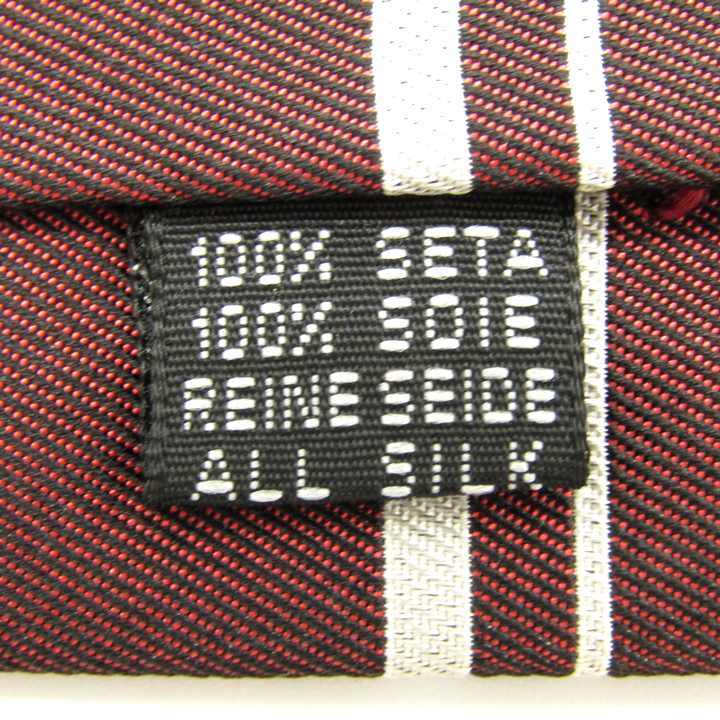 100% SETA
100% SOIE
REINE SEIDE
ALL SILK